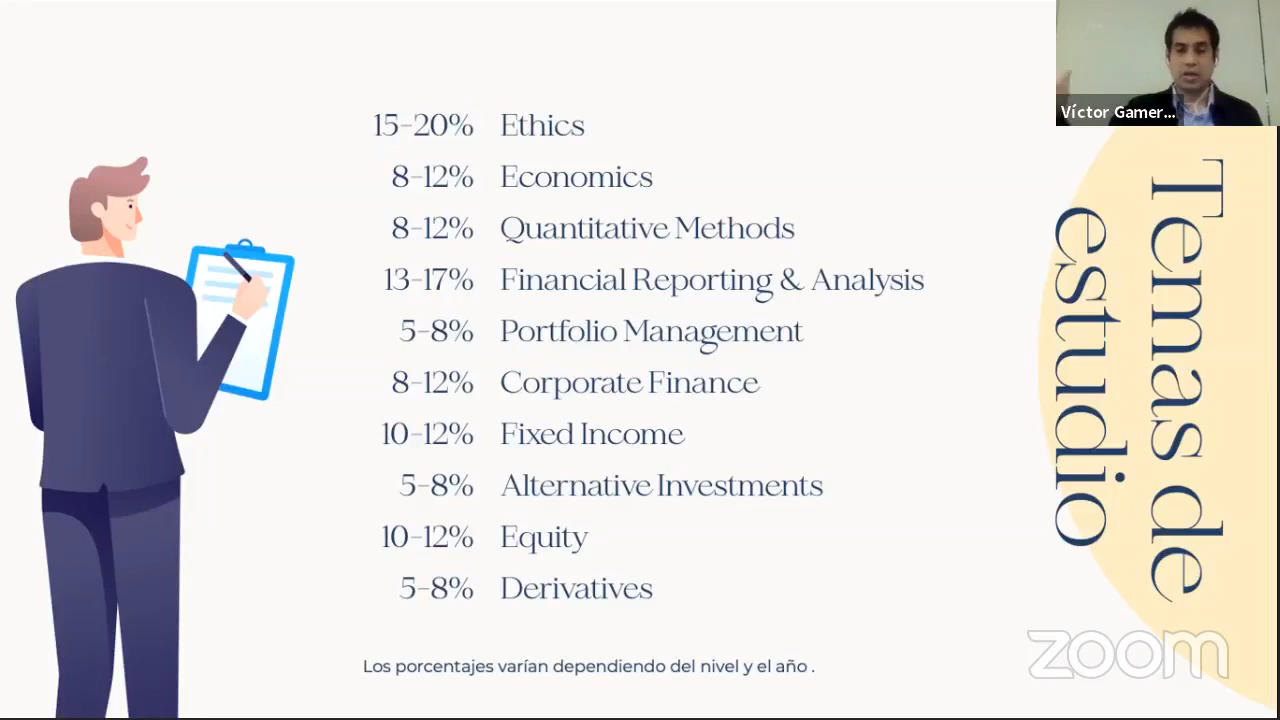 Víctor Gamer...
15-20% Ethics
8-12% Economics
8-12% Quantitative Methods
13-17% Financial Reporting & Analysis
5-8% Portfolio Management
8-12% Corporate Finance
10-12% Fixed Income
5-8% Alternative Investments
10-12% Equity
5-8% Derivatives
Los porcentajes varían dependiendo del nivel y el año .
Temas de
estudio
zoom